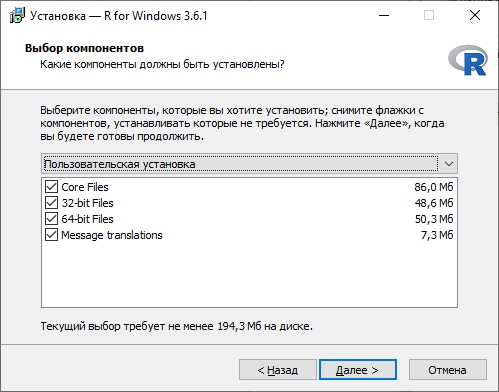 Установка — R for Windows 3.6.1
Выбор компонентов
Какие компоненты должны быть установлены?
R
Выберите компоненты, которые вы хотите установить; снимите флажки с
компонентов, устанавливать которые не требуется. Нажмите «Далее», когда
вы будете готовы продолжить.
Пользовательская установка
Core Files 86,0 Мб
32-bit Files 48,6 Мб
64-bit Files 50,3 Мб
Message translations 7,3 Мб
Текущий выбор требует не менее 194,3 Мб на диске.
< Назад Далее > Отмена